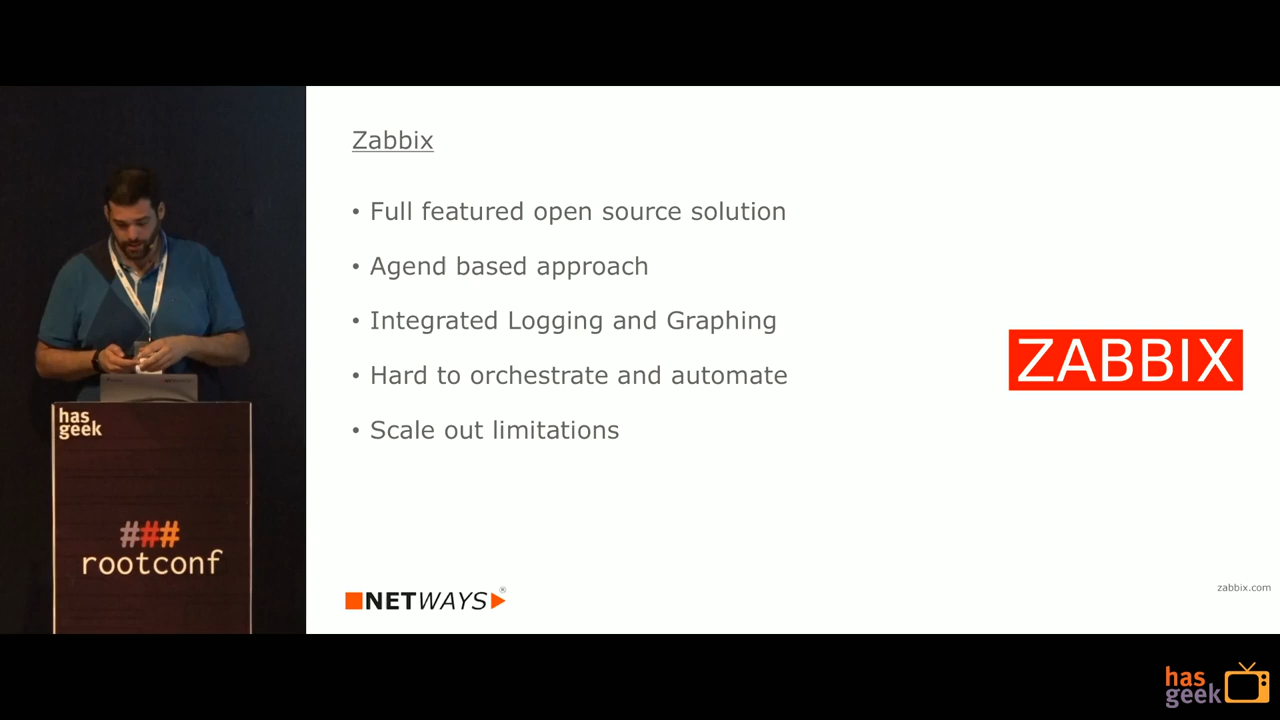 Zabbix
• Full featured open source solution
• Agend based approach
• Integrated Logging and Graphing
• Hard to orchestrate and automate
• Scale out limitations
ZABBIX
zabbix.com
NETWAYS®
has
geek
###
rootconf
has
geek